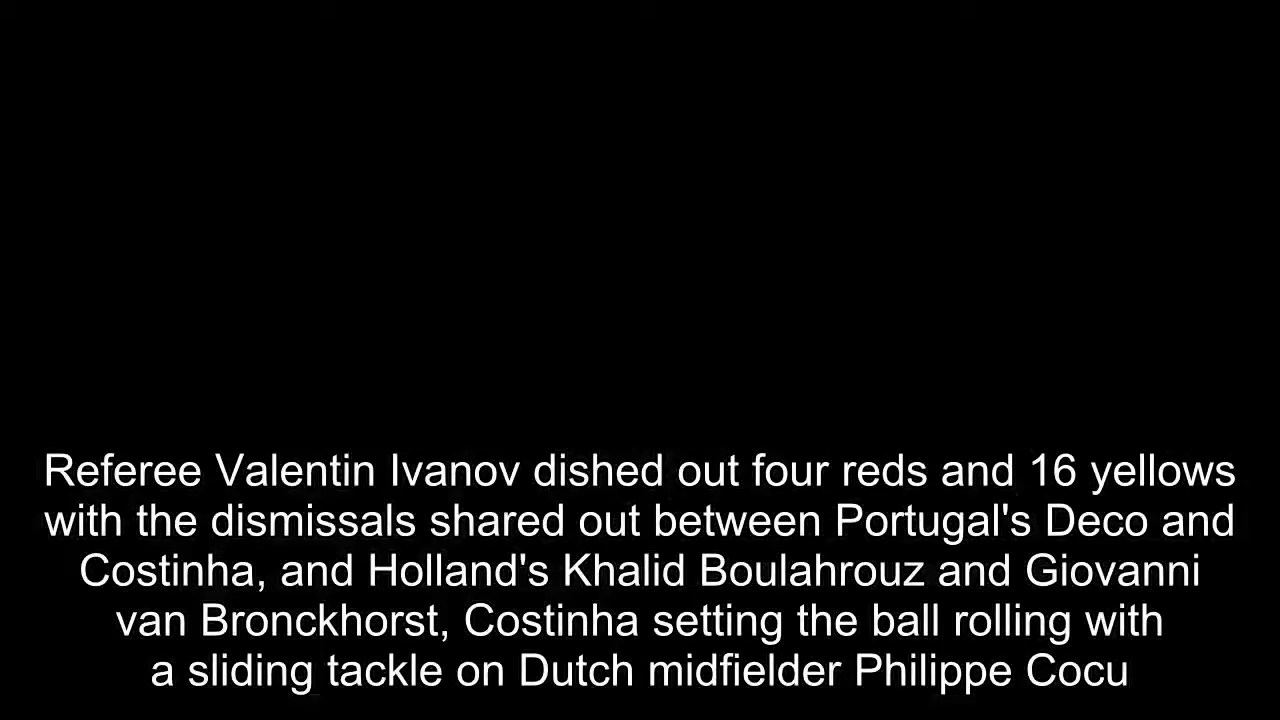 Referee Valentin Ivanov dished out four reds and 16 yellows
with the dismissals shared out between Portugal's Deco and
Costinha, and Holland's Khalid Boulahrouz and Giovanni
van Bronckhorst, Costinha setting the ball rolling with
a sliding tackle on Dutch midfielder Philippe Cocu